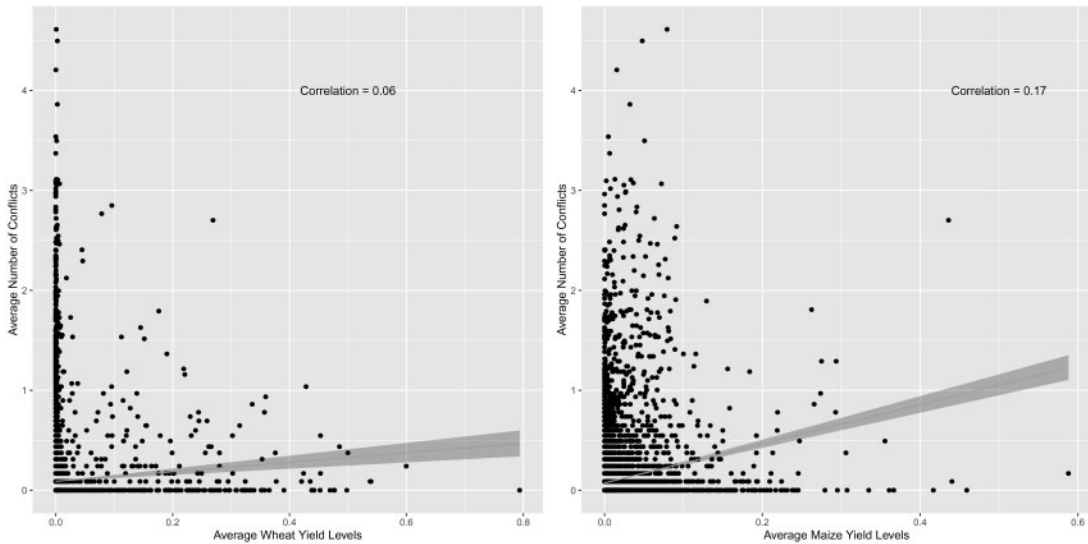 Correlation = 0.06
Average Number of Conflicts
4
3
2
1
0
0.0 0.2 0.4 0.6 0.8
Average Wheat Yield Levels
Correlation = 0.17
Average Number of Conflicts
4
3
2
1
0
0.0 0.2 0.4
Average Maize Yield Levels